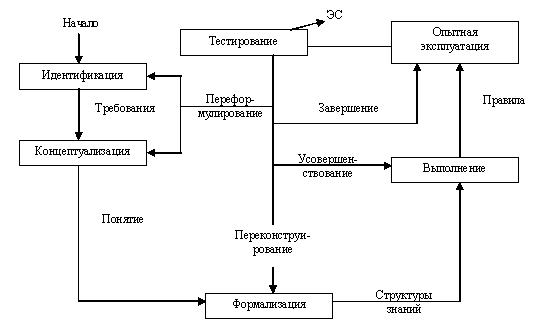 ЭС
Начало
Тестирование
Опытная
эксплуатация
Идентификация
Требования
Перефор-
мулирование
Завершение
Правила
Концептуализация
Усовершен-
ствование
Выполнение
Понятие
Переконструи-
рование
Формализация
Структуры
знаний